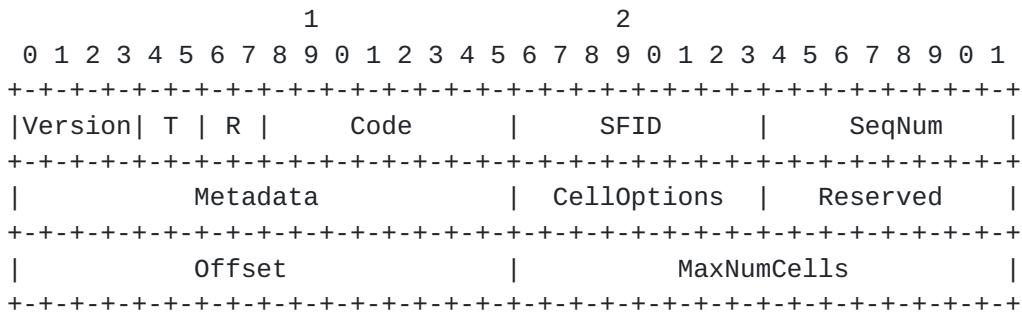 1                   2
 0 1 2 3 4 5 6 7 8 9 0 1 2 3 4 5 6 7 8 9 0 1 2 3 4 5 6 7 8 9 0 1
+-+-+-+-+-+-+-+-+-+-+-+-+-+-+-+-+-+-+-+-+-+-+-+-+-+-+-+-+-+-+-+-+
|Version| T | R |     Code      |     SFID      |     SeqNum    |
+-+-+-+-+-+-+-+-+-+-+-+-+-+-+-+-+-+-+-+-+-+-+-+-+-+-+-+-+-+-+-+-+
|           Metadata            |  CellOptions  |   Reserved    |
+-+-+-+-+-+-+-+-+-+-+-+-+-+-+-+-+-+-+-+-+-+-+-+-+-+-+-+-+-+-+-+-+
|           Offset              |          MaxNumCells          |
+-+-+-+-+-+-+-+-+-+-+-+-+-+-+-+-+-+-+-+-+-+-+-+-+-+-+-+-+-+-+-+-+